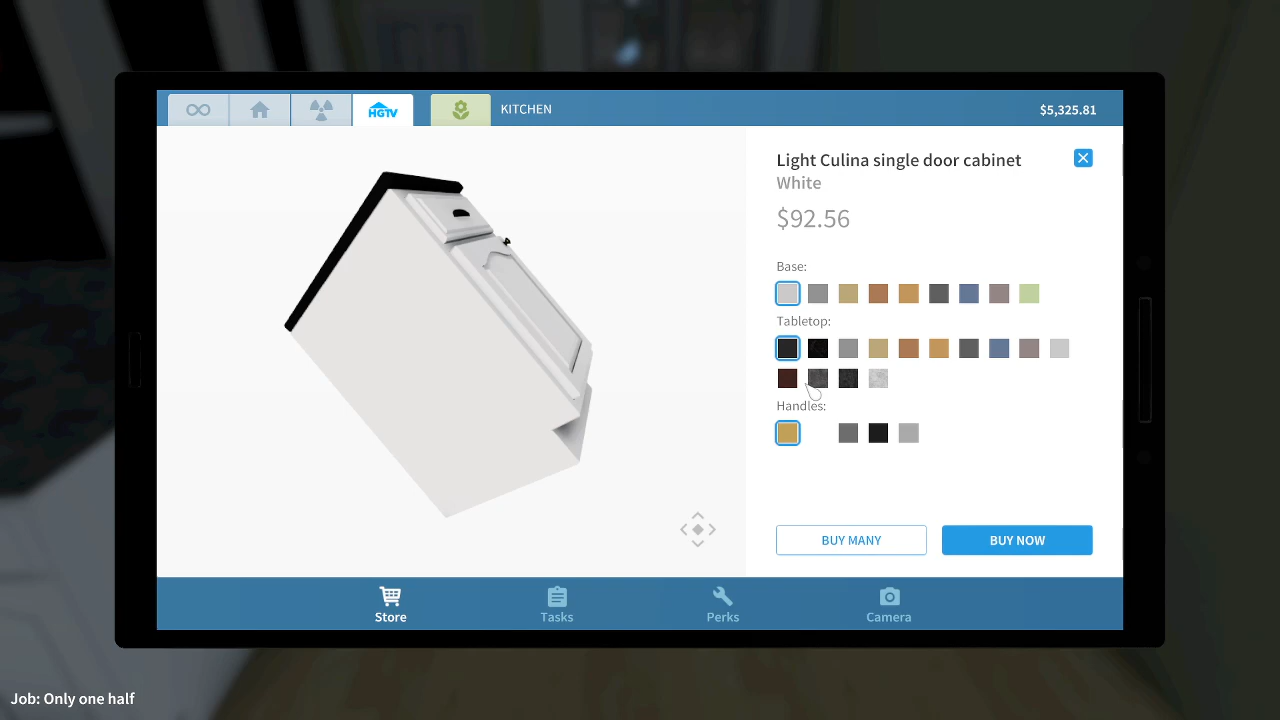 HGTV
KITCHEN
$5,325.81
Light Culina single door cabinet
White
$92.56
Base:
Tabletop:
Handles:
BUY MANY
BUY NOW
Store
Tasks
Perks
Camera
Job: Only one half